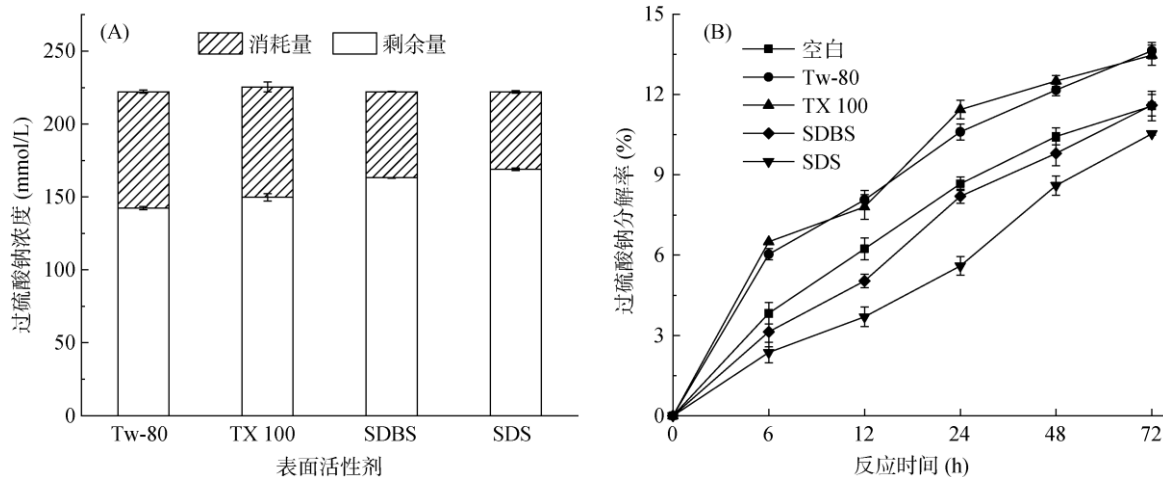 (A)
消耗量 剩余量
250
200
150
100
50
0
过硫酸钠浓度 (mmol/L)
Tw-80 TX 100 SDBS SDS
表面活性剂
(B)
空白
Tw-80
TX 100
SDBS
SDS
15
12
9
6
3
0
过硫酸钠分解率 (%)
0 6 12 24 48 72
反应时间 (h)